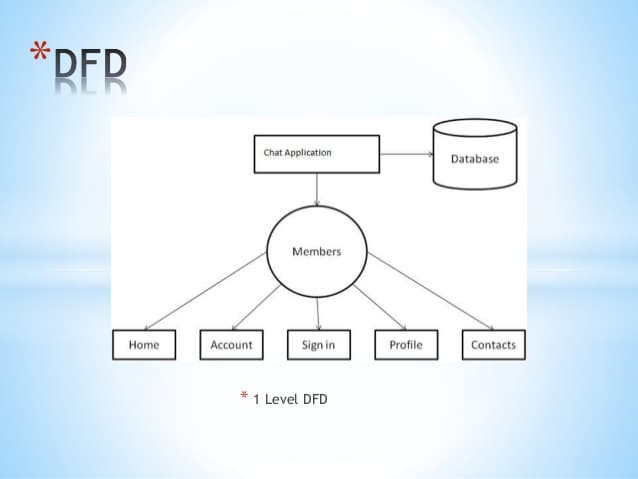 * DFD
Chat Application
Database
Members
Home
Account
Sign in
Profile
Contacts
* 1 Level DFD